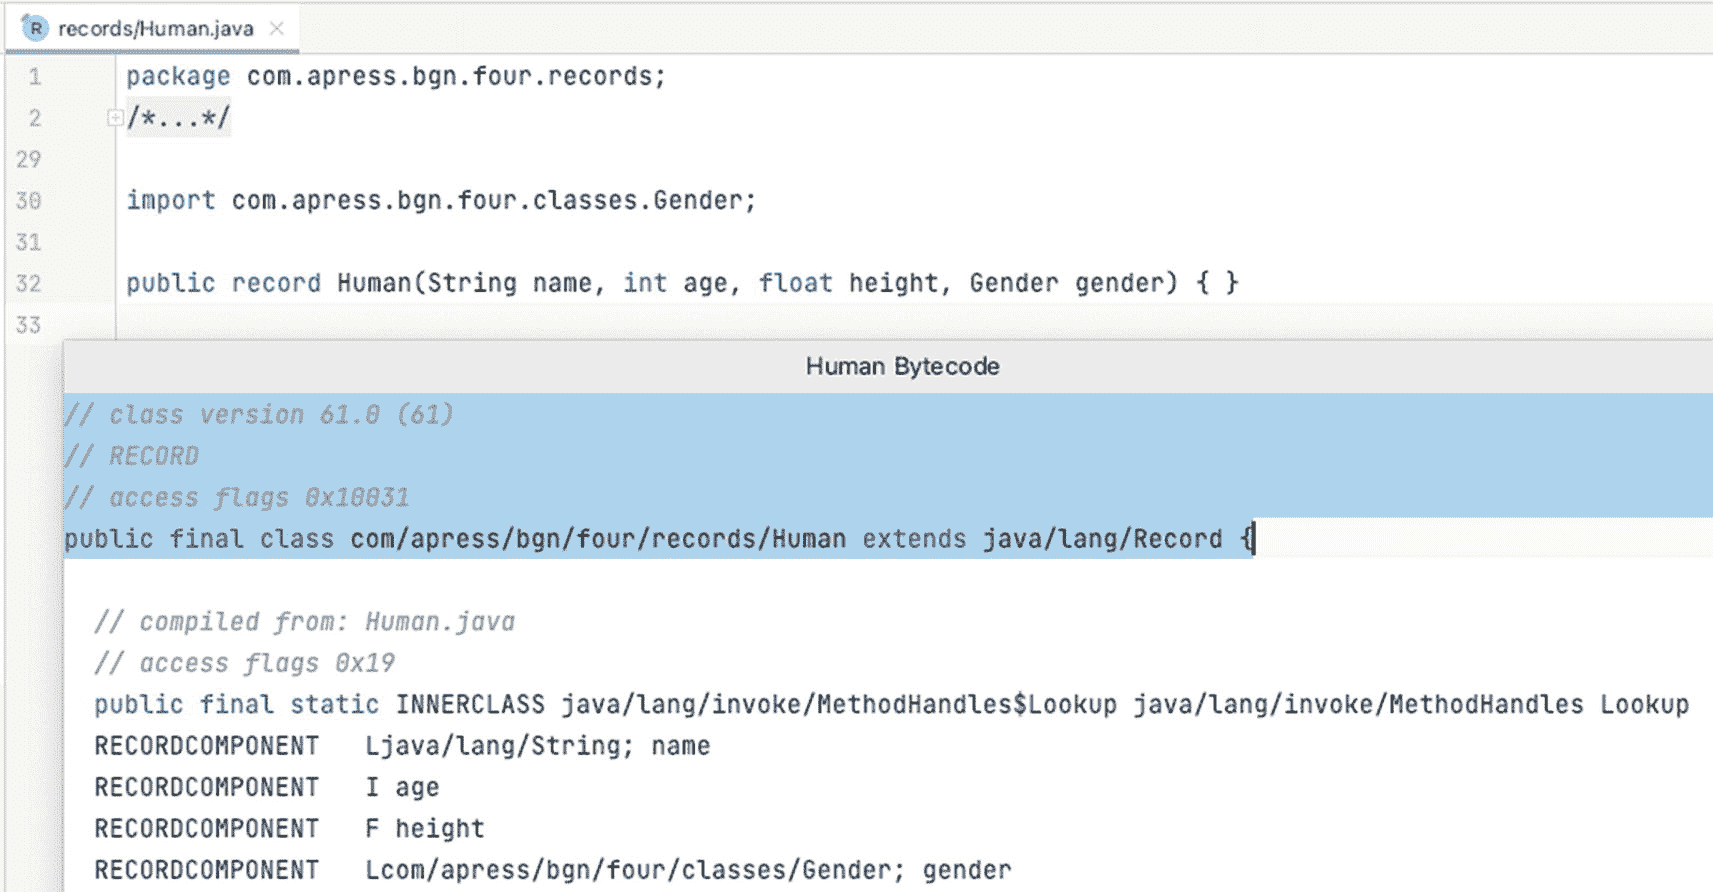 R records/Human.java
1 package com.apress.bgn.four.records;
2 /*...*/
29
30 import com.apress.bgn.four.classes.Gender;
31
32 public record Human(String name, int age, float height, Gender gender) { }
33
Human Bytecode
// class version 61.0 (61)
// RECORD
// access flags 0x10031
public final class com/apress/bgn/four/records/Human extends java/lang/Record {
// compiled from: Human.java
// access flags 0x19
public final static INNERCLASS java/lang/invoke/MethodHandles$Lookup java/lang/invoke/MethodHandles Lookup
RECORDCOMPONENT Ljava/lang/String; name
RECORDCOMPONENT I age
RECORDCOMPONENT F height
RECORDCOMPONENT Lcom/apress/bgn/four/classes/Gender; gender